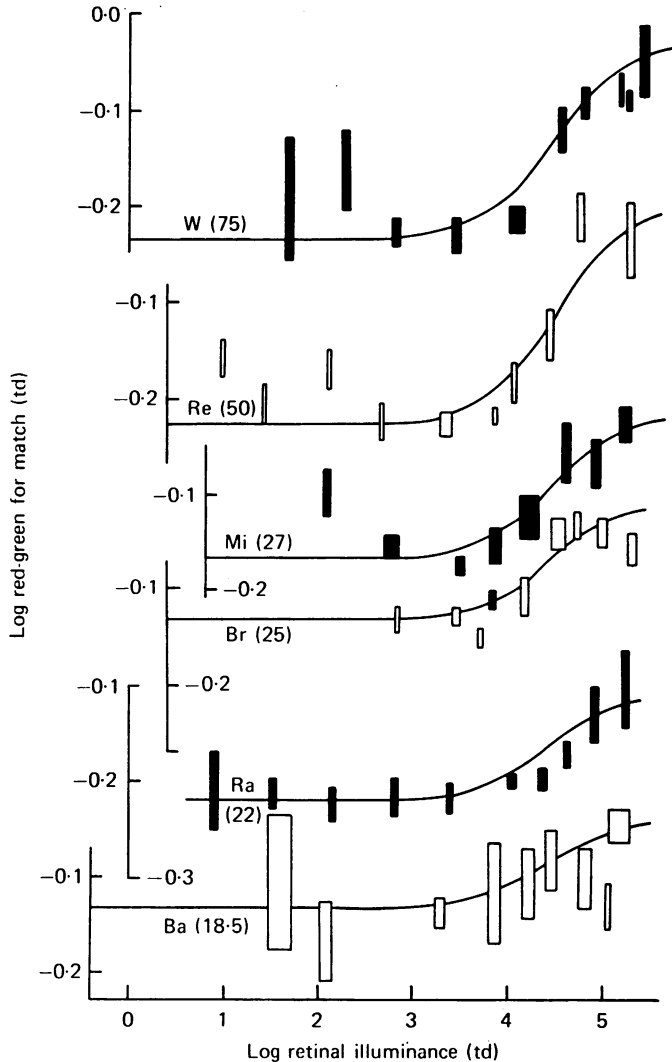 0.0
−0·1
−0·2
W (75)
−0·1
−0·2
Re (50)
−0·1
Mi (27)
−0·2
−0·1
Br (25)
−0·2
−0·1
−0·2
Ra
(22)
−0·3
−0·1
Ba (18·5)
−0·2
0 1 2 3 4 5
Log retinal illuminance (td)
Log red-green for match (td)